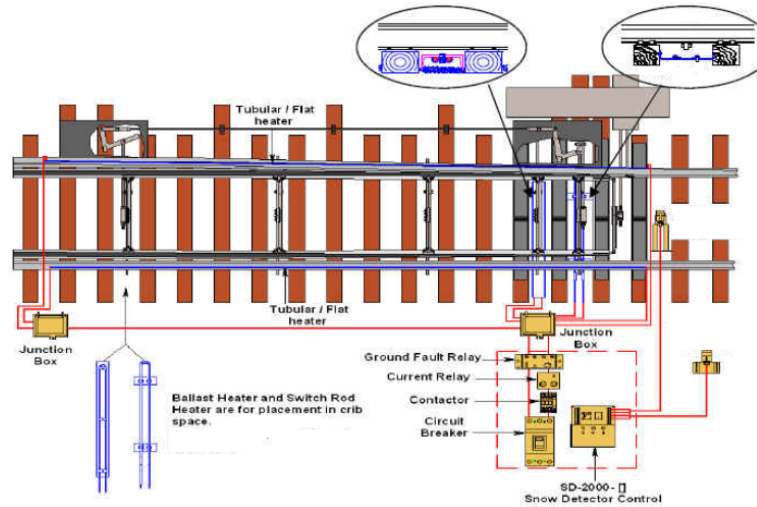 Tubular / Flat
heater
Tubular / Flat
heater
Junction
Box
Junction
Box
Ground Fault Relay
Current Relay
Contactor
Circuit
Breaker
Ballast Heater and Switch Rod
Heater are for placement in crib
space.
SD-2000-[]
Snow Detector Control